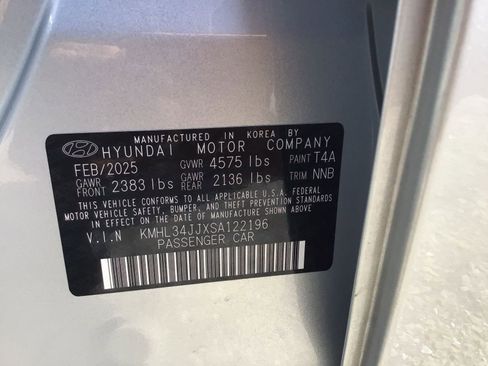 MANUFACTURED IN KOREA BY
HYUNDAI MOTOR COMPANY
FEB/2025 GVWR 4575 lbs PAINT T4A
GAWR FRONT 2383 lbs GAWR REAR 2136 lbs TRIM NNB
THIS VEHICLE CONFORMS TO ALL APPLICABLE U.S.A. FEDERAL
MOTOR VEHICLE SAFETY, BUMPER, AND THEFT PREVENTION STANDARDS
IN EFFECT ON THE DATE OF MANUFACTURE SHOWN ABOVE.
V.I.N KMHL34JJXSA122196
PASSENGER CAR